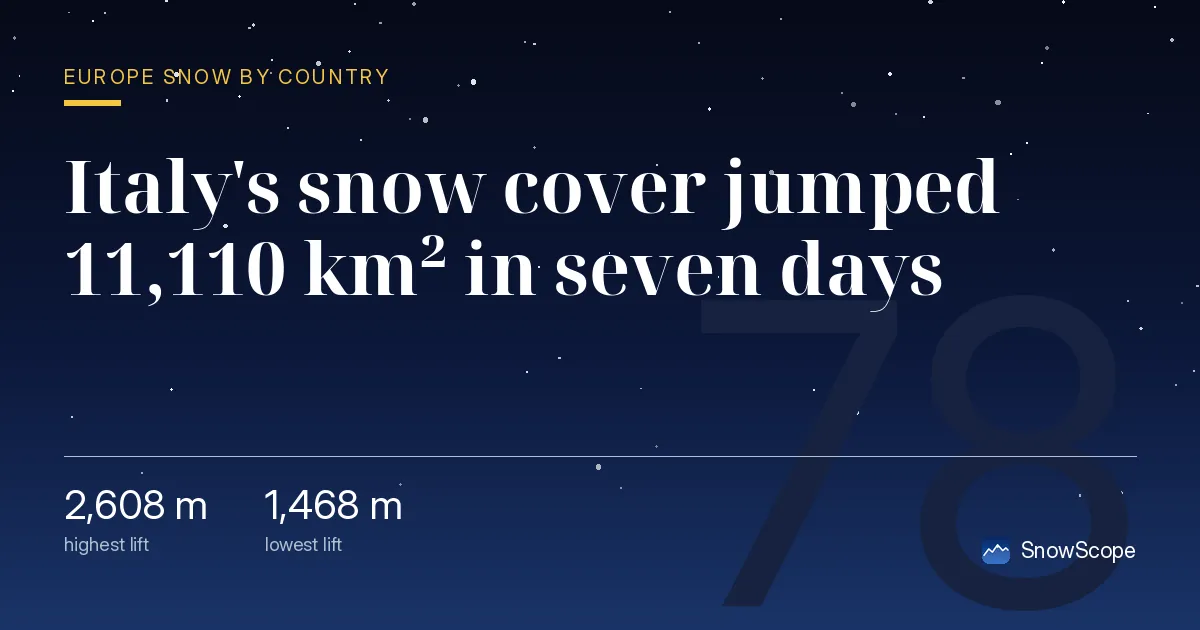 EUROPE SNOW BY COUNTRY
Italy's snow cover jumped
11,110 km² in seven days
78
2,608 m 1,468 m
highest lift lowest lift
SnowScope